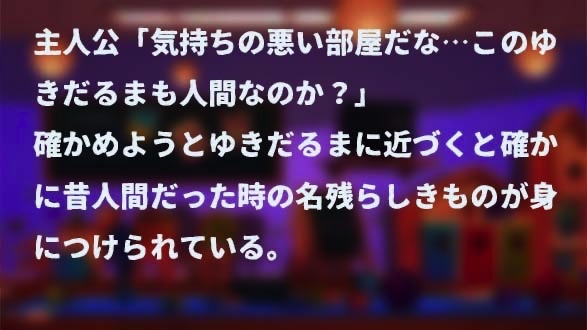 主人公「気持ちの悪い部屋だな…このゆ
きだるまも人間なのか？」
確かめようとゆきだるまに近づくと確か
に昔人間だった時の名残らしきものが身
につけられている。